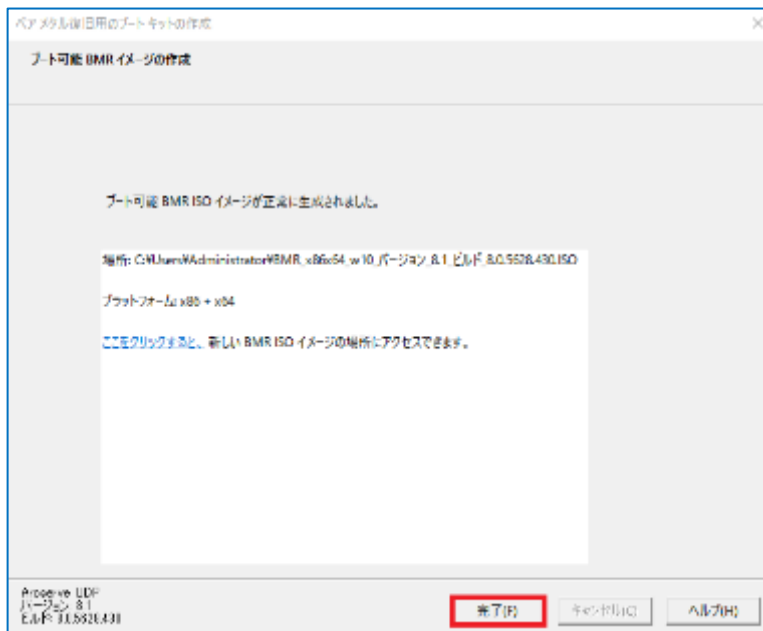 ベア メタル復旧用のブート キットの作成
ブート可能 BMR イメージの作成
ブート可能 BMR ISO イメージが正常に生成されました。
場所: C:¥Users¥Administrator¥BMR_x86x64_w10_バージョン_8.1_ビルド_8.0.5628.430.ISO
プラットフォーム: x86 + x64
ここをクリックすると、新しい BMR ISO イメージの場所にアクセスできます。
Arcserve UDP
バージョン 8.1
ビルド: 8.0.5628.430
完了(F)
キャンセル(C)
ヘルプ(H)